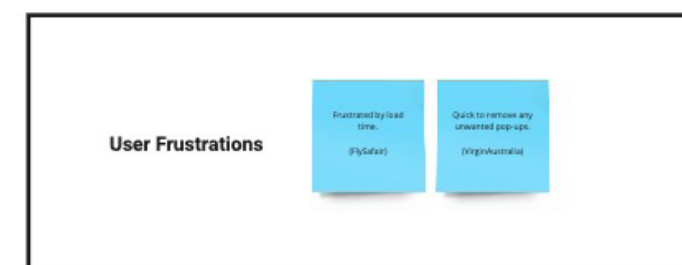 User Frustrations
Frustrated by load
time.
(FlySafair)
Quick to remove any
unwanted pop-ups.
(VirginAustralia)